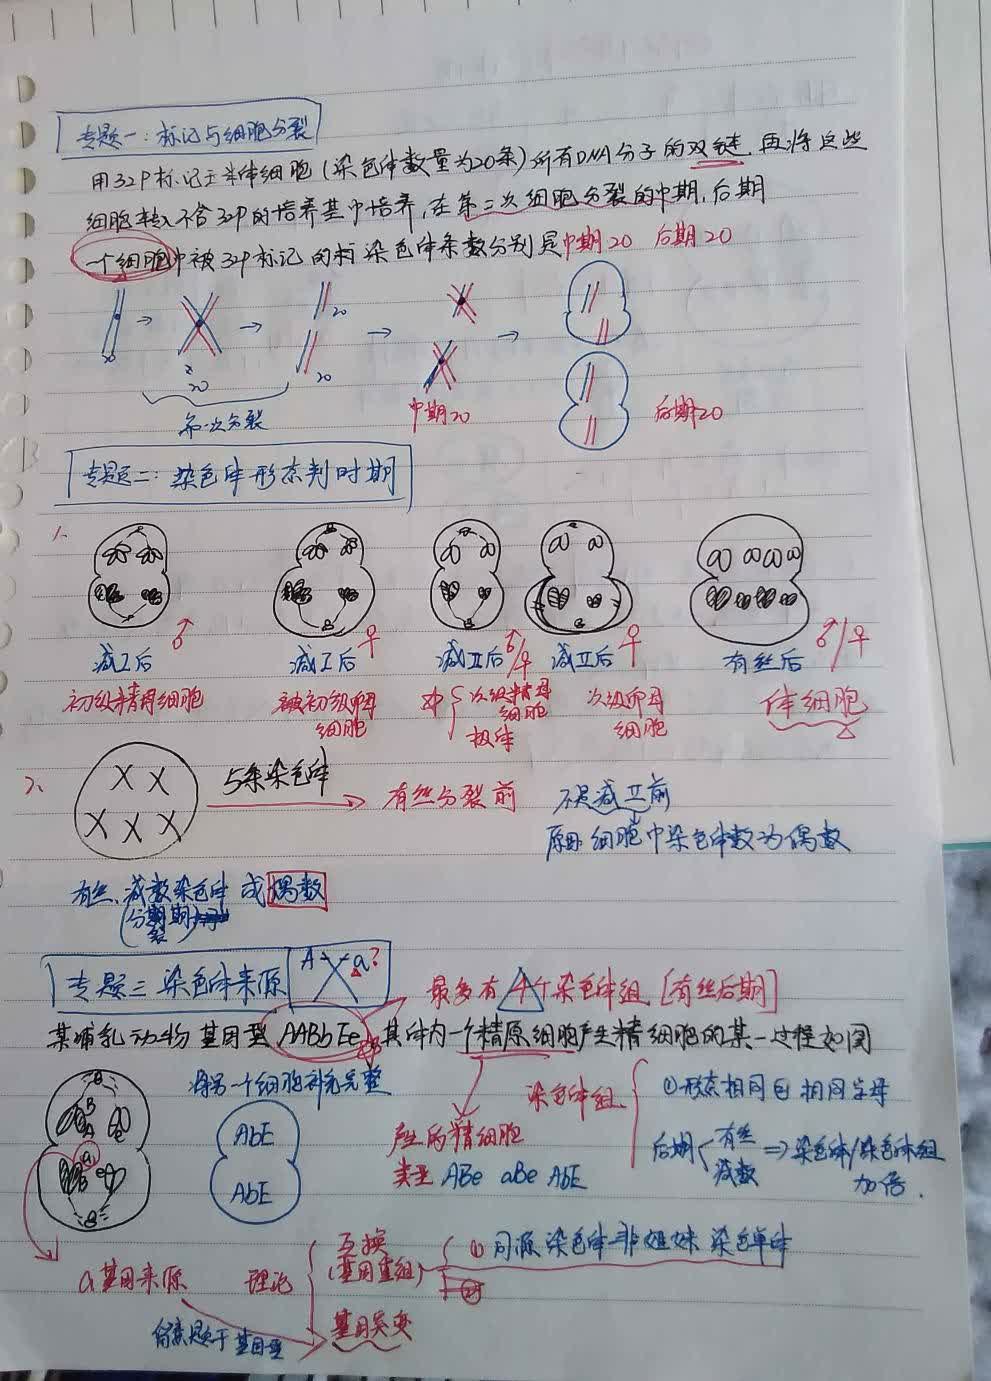 专题一：标记与细胞分裂
用32P标记玉米体细胞(染色体数量为20条)所有DNA分子的双链.再将这些
细胞转入不含32P的培养基中培养,在第二次细胞分裂的中期,后期
一个细胞中被32P标记的染色体条数分别是中期20 后期20
20 20 20 20
第一次分裂 中期20 后期20
专题二：染色体形态判时期
1.
减I后 ♂ 减I后 ♀ 减II后 ♂/♀ 减II后 ♀ 有丝后 ♂/♀
初级精母细胞 初级卵母细胞 次级精母细胞 极体 次级卵母细胞 体细胞
2.
5条染色体 有丝分裂前 不是减II前
原因:细胞中染色体数为偶数
有丝、减数 染色体 成偶数
(分裂期)
专题三 染色体来源 A a?
最多有4个染色体组 [有丝后期]
某哺乳动物基因型AABbEe,其体内一个精原细胞产生精细胞的某一过程如图
将另一个细胞补充完整
B A a B e
AbE
AbE
产生的精细胞
类型 ABe aBe AbE
染色体组
①形态相同 相同字母
后期 有丝 减数 ⇒ 染色体/染色体组
加倍.
a基因来源 理论 互换
(基因重组) ① 同源染色体非姐妹染色单体
基因突变
基因型